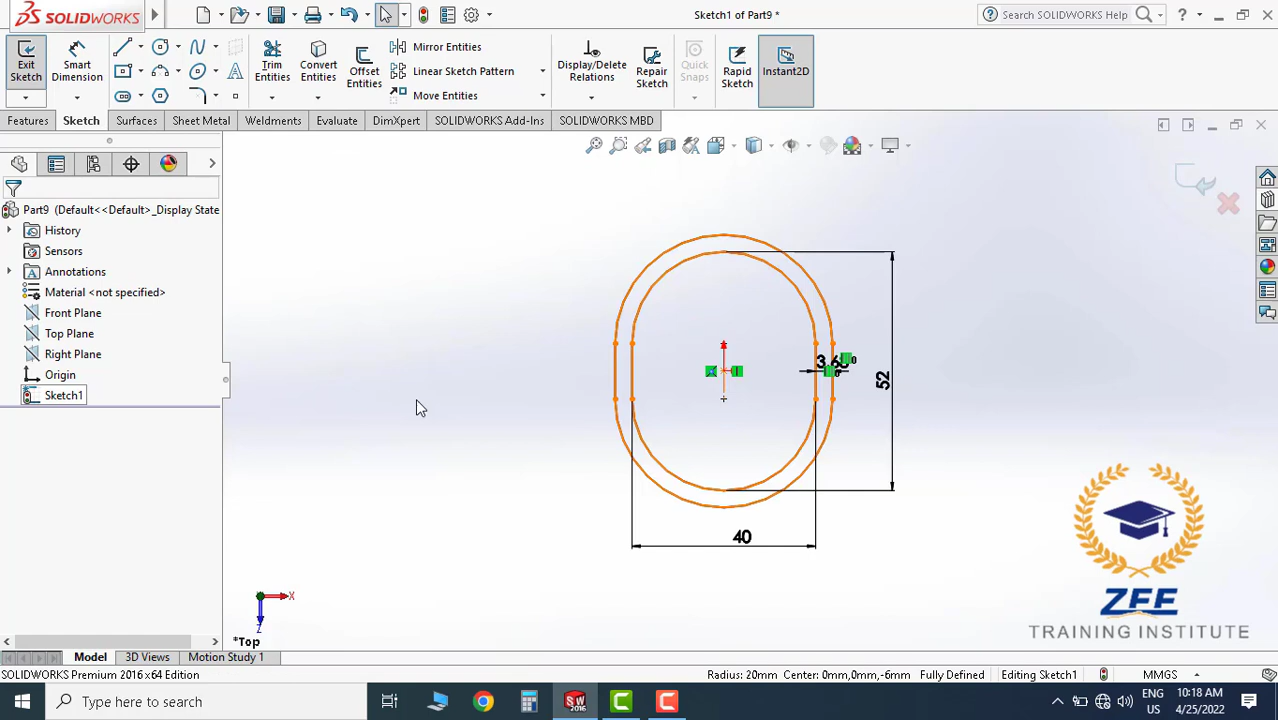 SOLIDWORKS
Sketch1 of Part9 *
Search SOLIDWORKS Help
?
Exit Sketch
Smart Dimension
Trim Entities
Convert Entities
Offset Entities
Mirror Entities
Linear Sketch Pattern
Move Entities
Display/Delete Relations
Repair Sketch
Quick Snaps
Rapid Sketch
Instant2D
Features
Sketch
Surfaces
Sheet Metal
Weldments
Evaluate
DimXpert
SOLIDWORKS Add-Ins
SOLIDWORKS MBD
Part9 (Default<<Default>_Display State
History
Sensors
Annotations
Material <not specified>
Front Plane
Top Plane
Right Plane
Origin
Sketch1
52
40
X
Z
*Top
ZFE
TRAINING INSTITUTE
Model
3D Views
Motion Study 1
SOLIDWORKS Premium 2016 x64 Edition
Radius: 20mm Center: 0mm,0mm,-6mm Fully Defined
Editing Sketch1
MMGS
Type here to search
SW
2016
C
C
ENG
US
10:18 AM
4/25/2022